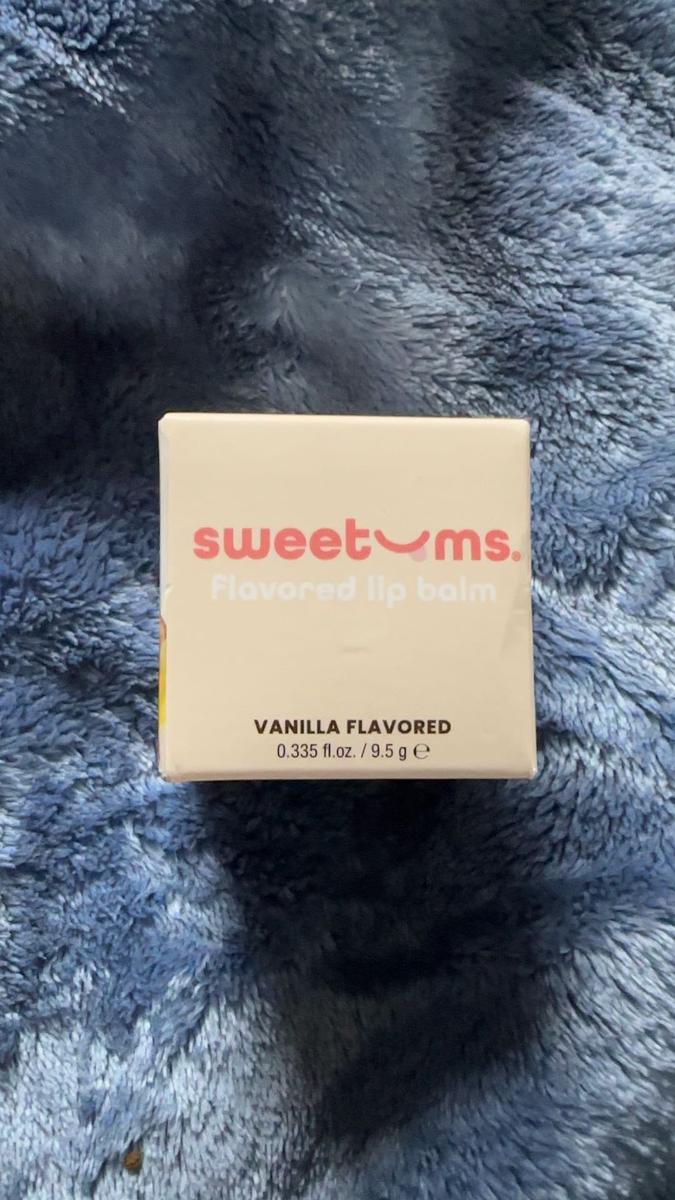 sweetums.
flavored lip balm
VANILLA FLAVORED
0.335 fl.oz. / 9.5 g ℮